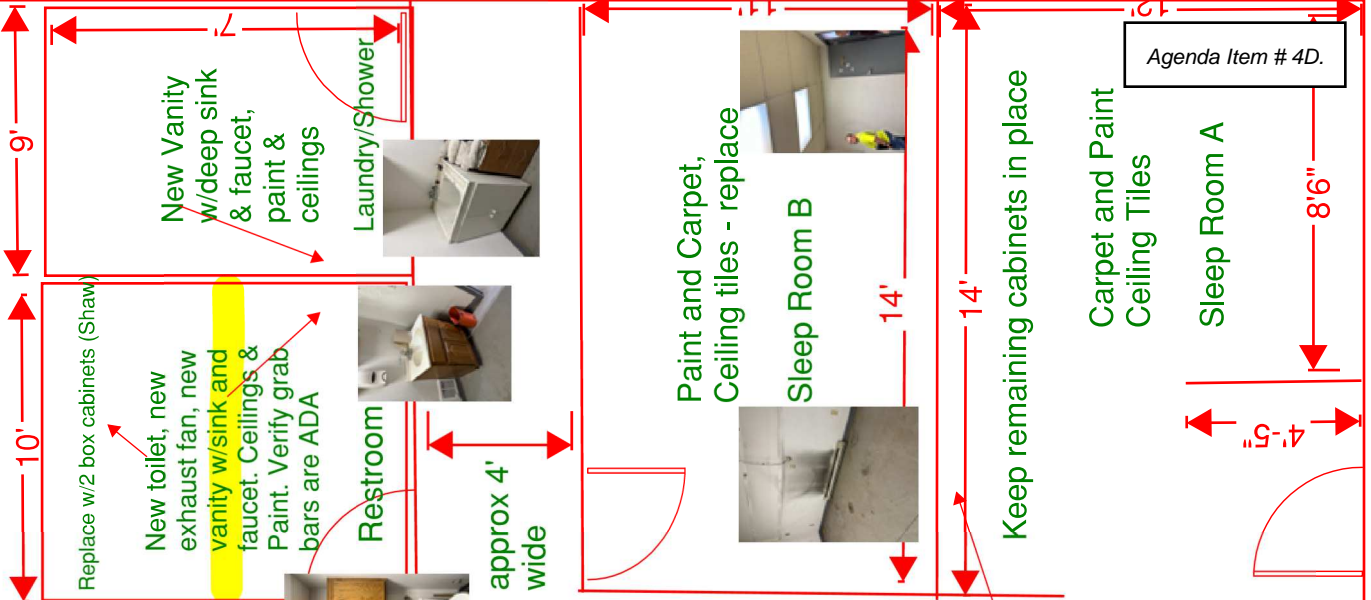 7'
9'
New Vanity
w/deep sink
& faucet,
paint &
ceilings
Laundry/Shower
10'
Replace w/2 box cabinets (Shaw)
New toilet, new
exhaust fan, new
vanity w/sink and
faucet. Ceilings &
Paint. Verify grab
bars are ADA
Restroom
approx 4'
wide
11'
Paint and Carpet,
Ceiling tiles - replace
Sleep Room B
14'
12'
Agenda Item # 4D.
14'
Keep remaining cabinets in place
Carpet and Paint
Ceiling Tiles
Sleep Room A
8'6"
4'-5"